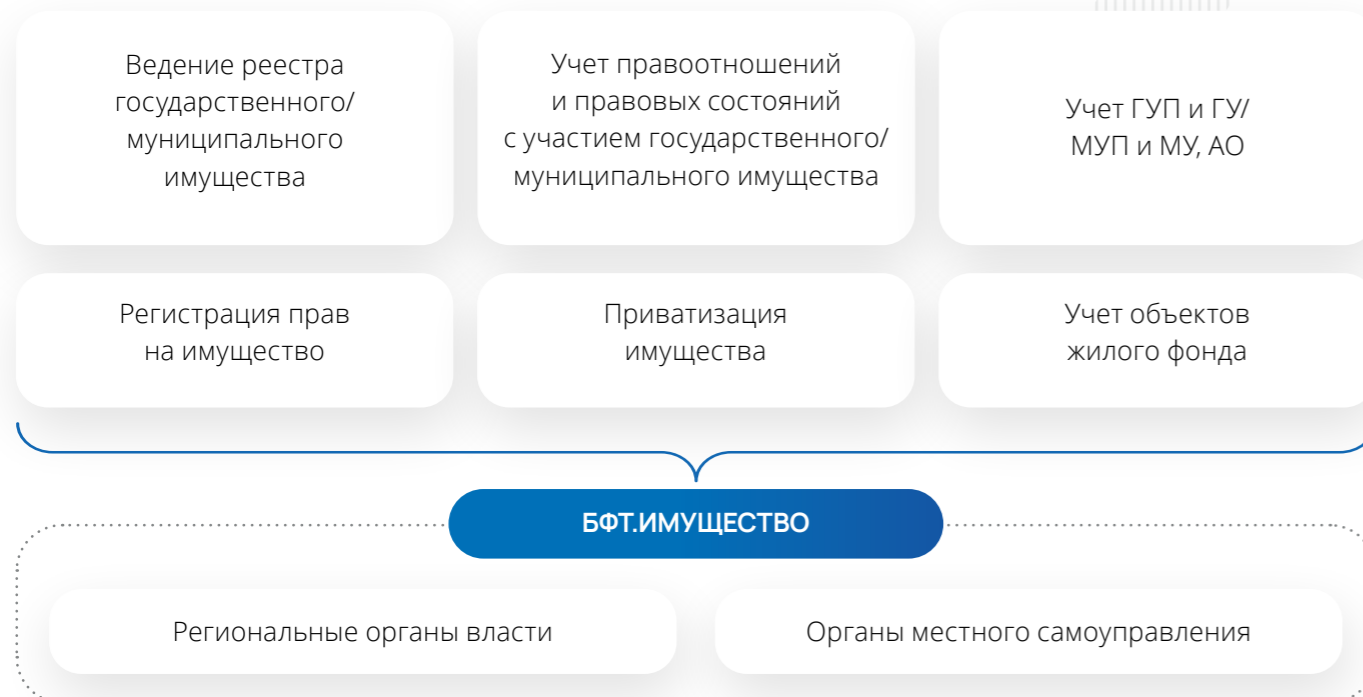 Ведение реестра
государственного/
муниципального
имущества
Учет правоотношений
и правовых состояний
с участием государственного/
муниципального имущества
Учет ГУП и ГУ/
МУП и МУ, АО
Регистрация прав
на имущество
Приватизация
имущества
Учет объектов
жилого фонда
БФТ.ИМУЩЕСТВО
Региональные органы власти
Органы местного самоуправления